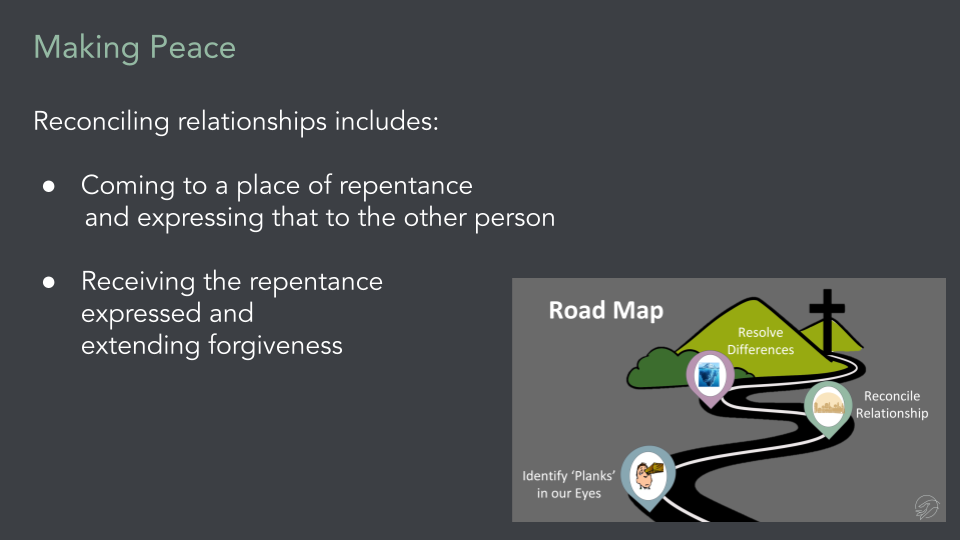 Making Peace
Reconciling relationships includes:
● Coming to a place of repentance
and expressing that to the other person
● Receiving the repentance
expressed and
extending forgiveness
Road Map
Resolve
Differences
Reconcile
Relationship
Identify ‘Planks’
in our Eyes